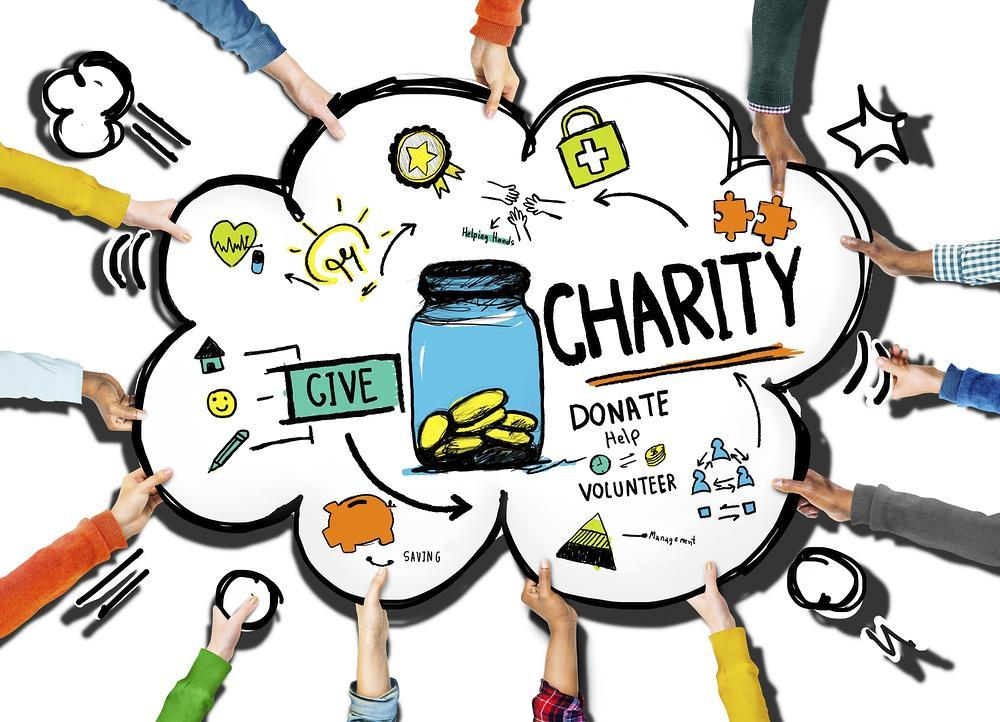 Helping Hands
CHARITY
GIVE
DONATE
Help
VOLUNTEER
Management
SAVING